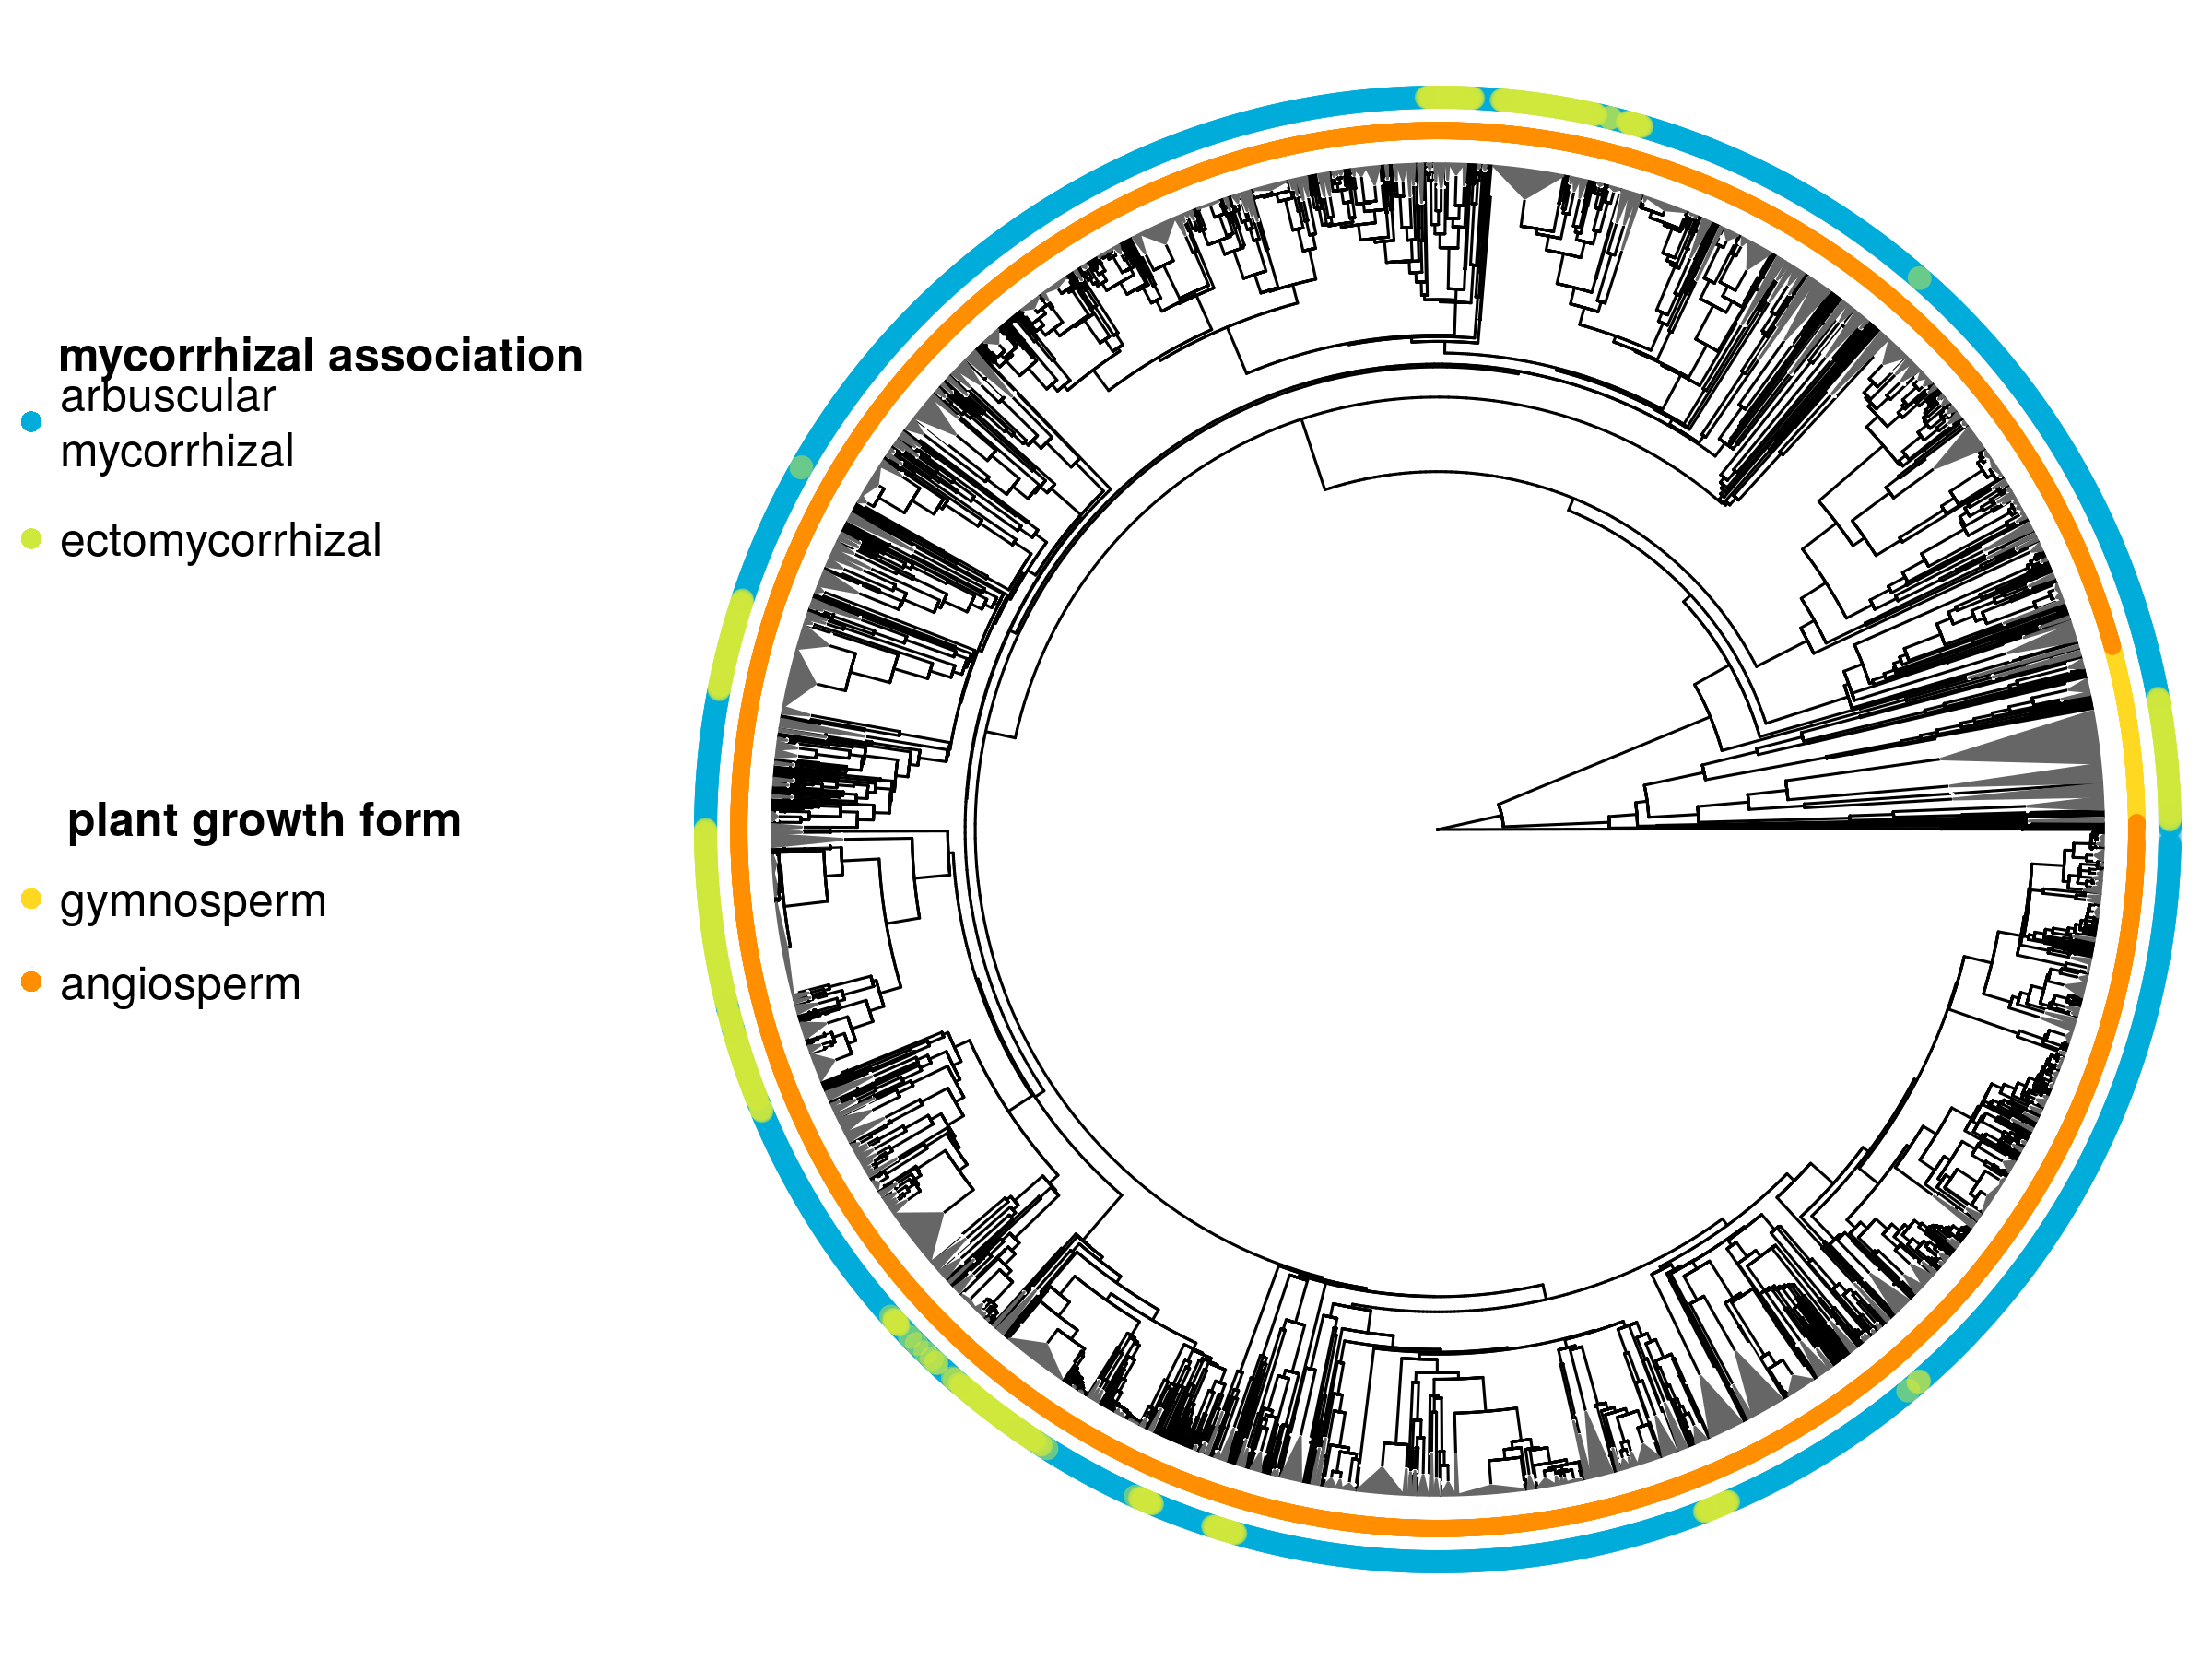 mycorrhizal association
arbuscular
mycorrhizal
ectomycorrhizal
plant growth form
gymnosperm
angiosperm